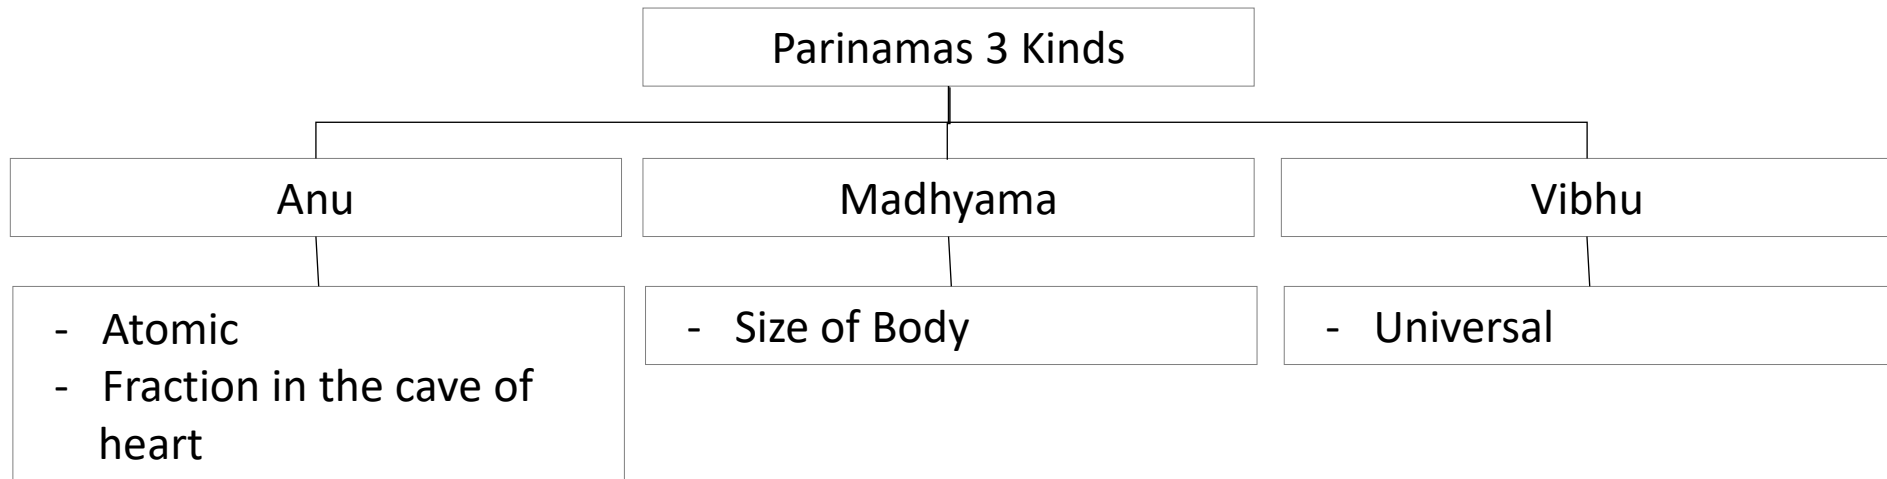 Parinamas 3 Kinds
Anu
Madhyama
Vibhu
- Atomic
- Fraction in the cave of
heart
- Size of Body
- Universal